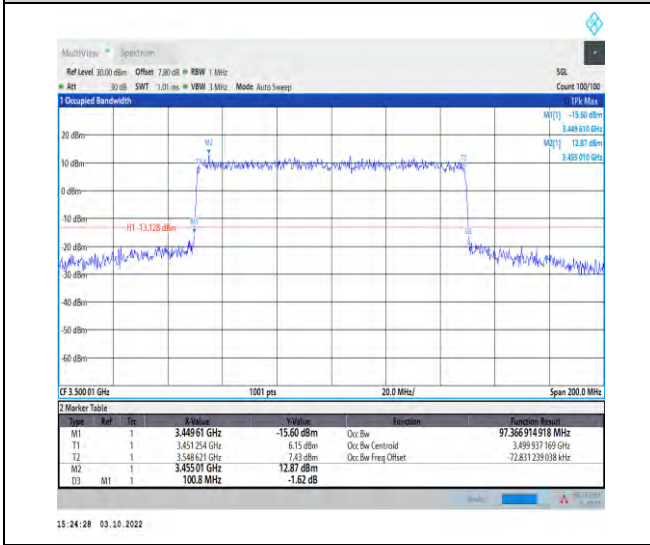 MultiView Spectrum
Ref Level 30.00 dBm Offset 7.80 dB RBW 1 MHz SGL
Att 30 dB SWT 1.01 ms VBW 3 MHz Mode Auto Sweep Count 100/100
1 Occupied Bandwidth 1Pk Max
M1[1] -15.60 dBm
3.449 610 GHz
M2[1] 12.87 dBm
3.455 010 GHz
20 dBm
M2
10 dBm
0 dBm
-10 dBm
H1 -13.128 dBm
M1
-20 dBm
-30 dBm
-40 dBm
-50 dBm
-60 dBm
CF 3.500 01 GHz 1001 pts 20.0 MHz/ Span 200.0 MHz
2 Marker Table
Type Ref Trc X-Value Y-Value Function Function Result
M1 1 3.449 61 GHz -15.60 dBm Occ Bw 97.366 914 918 MHz
T1 1 3.451 254 GHz 6.15 dBm Occ Bw Centroid 3.499 937 169 GHz
T2 1 3.548 621 GHz 7.43 dBm Occ Bw Freq Offset -72.831 239 038 kHz
M2 1 3.455 01 GHz 12.87 dBm
D3 M1 1 100.8 MHz -1.62 dB
15:24:28 03.10.2022